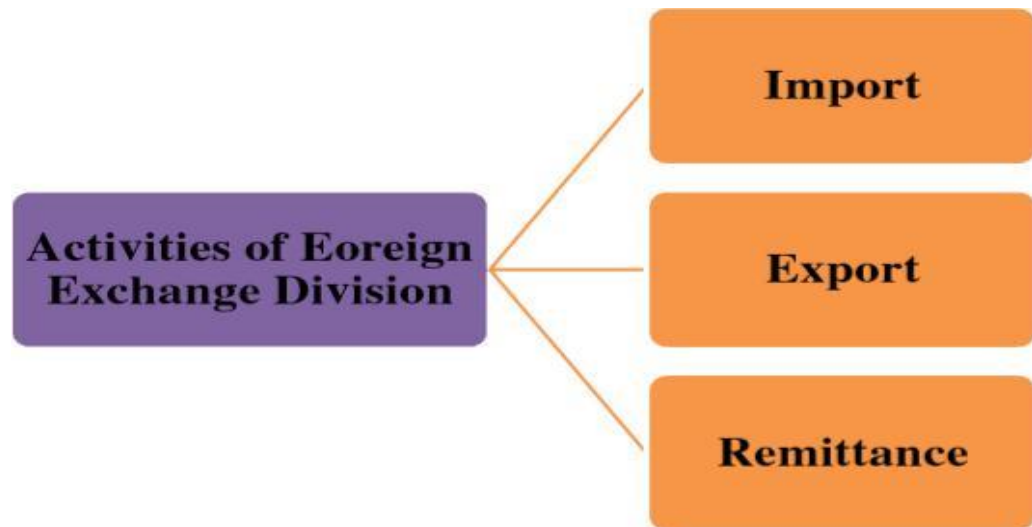 Import
Activities of Eoreign
Exchange Division
Export
Remittance